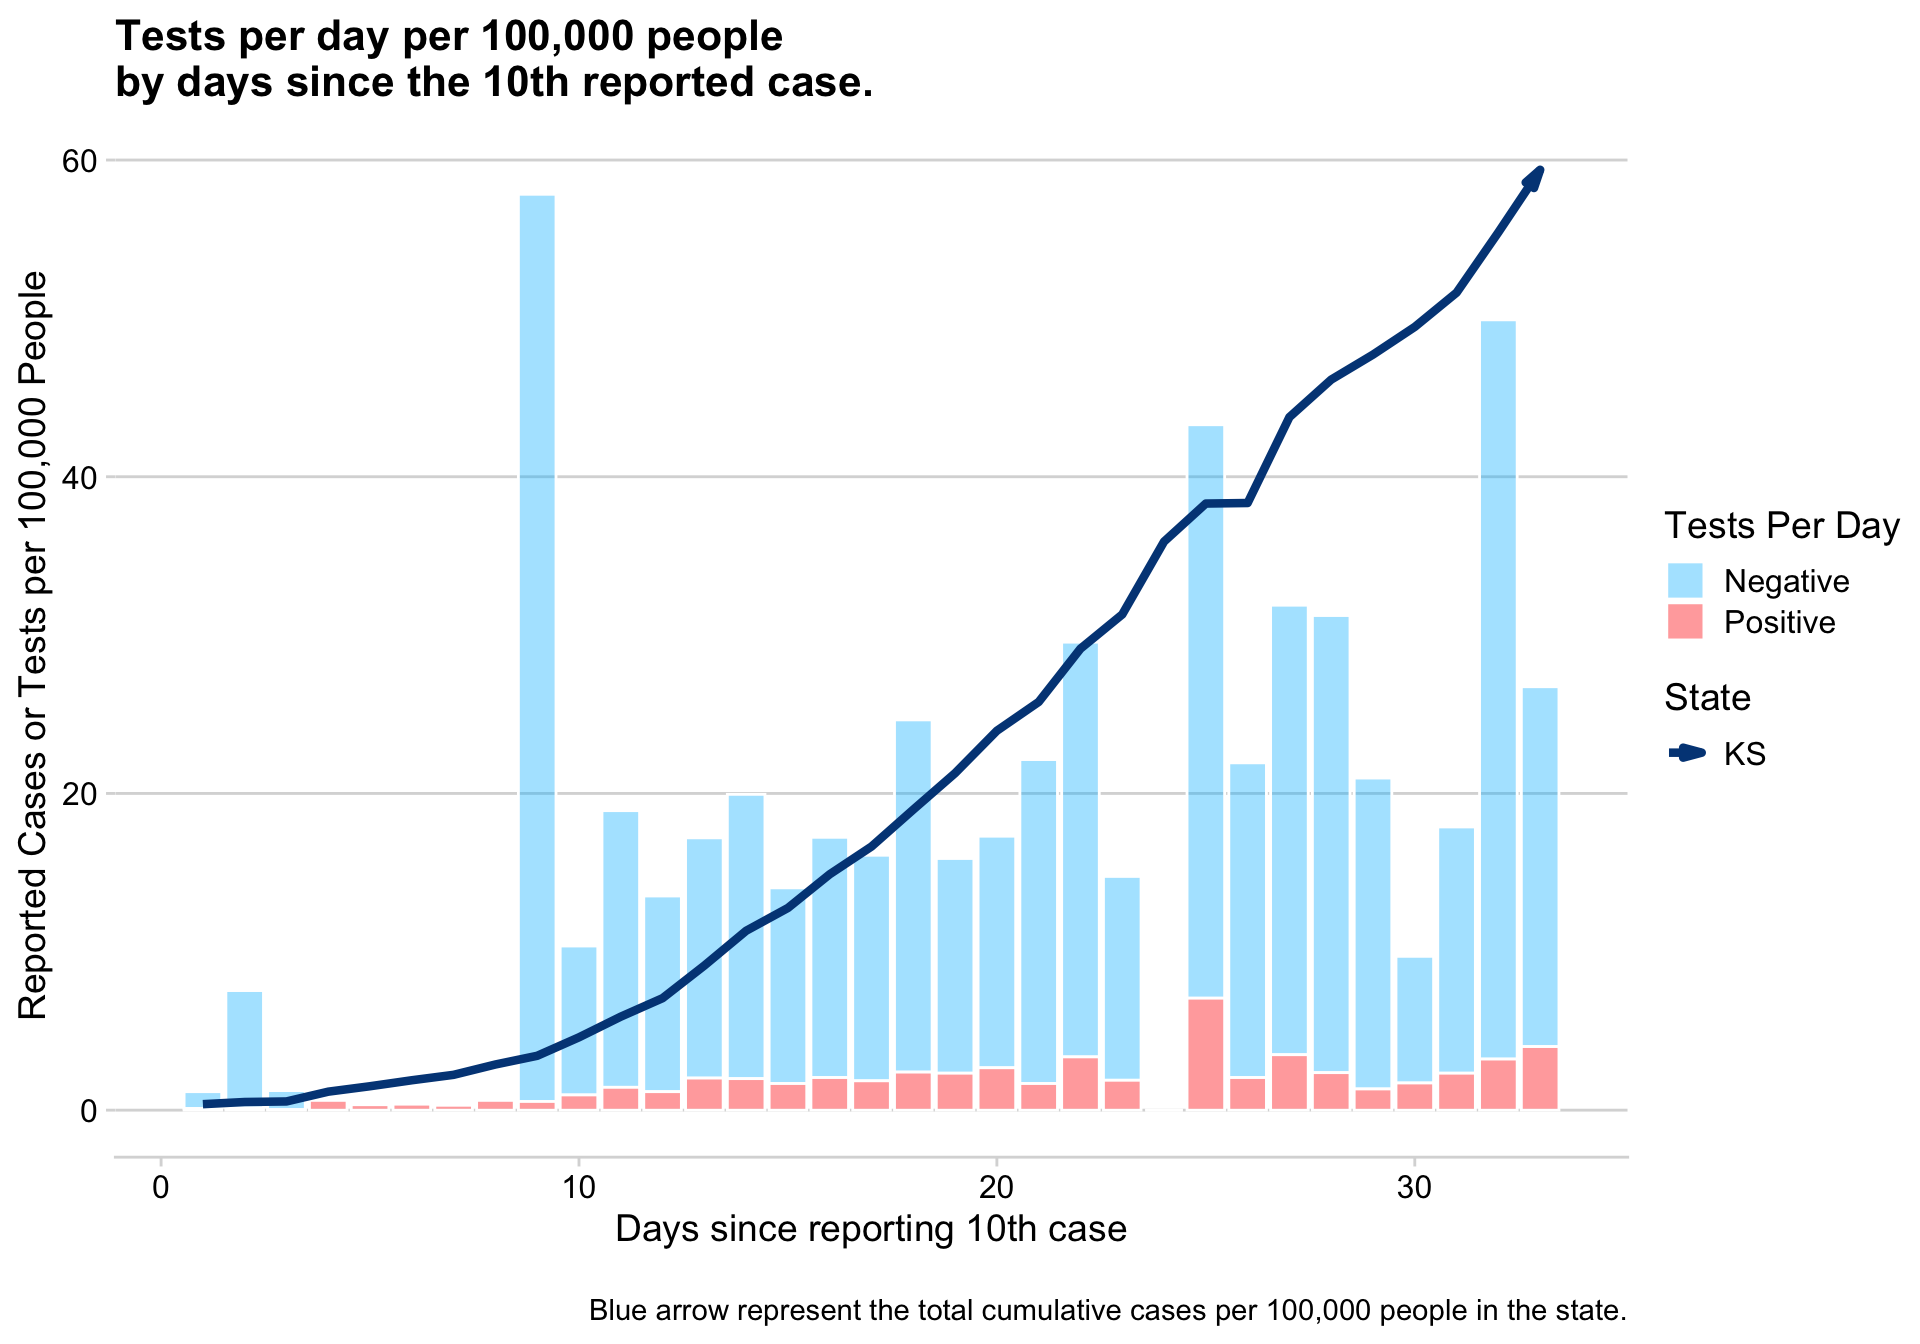 Tests per day per 100,000 people
by days since the 10th reported case.
Reported Cases or Tests per 100,000 People
60
40
20
0
0
10
20
30
Days since reporting 10th case
Tests Per Day
Negative
Positive
State
KS
Blue arrow represent the total cumulative cases per 100,000 people in the state.